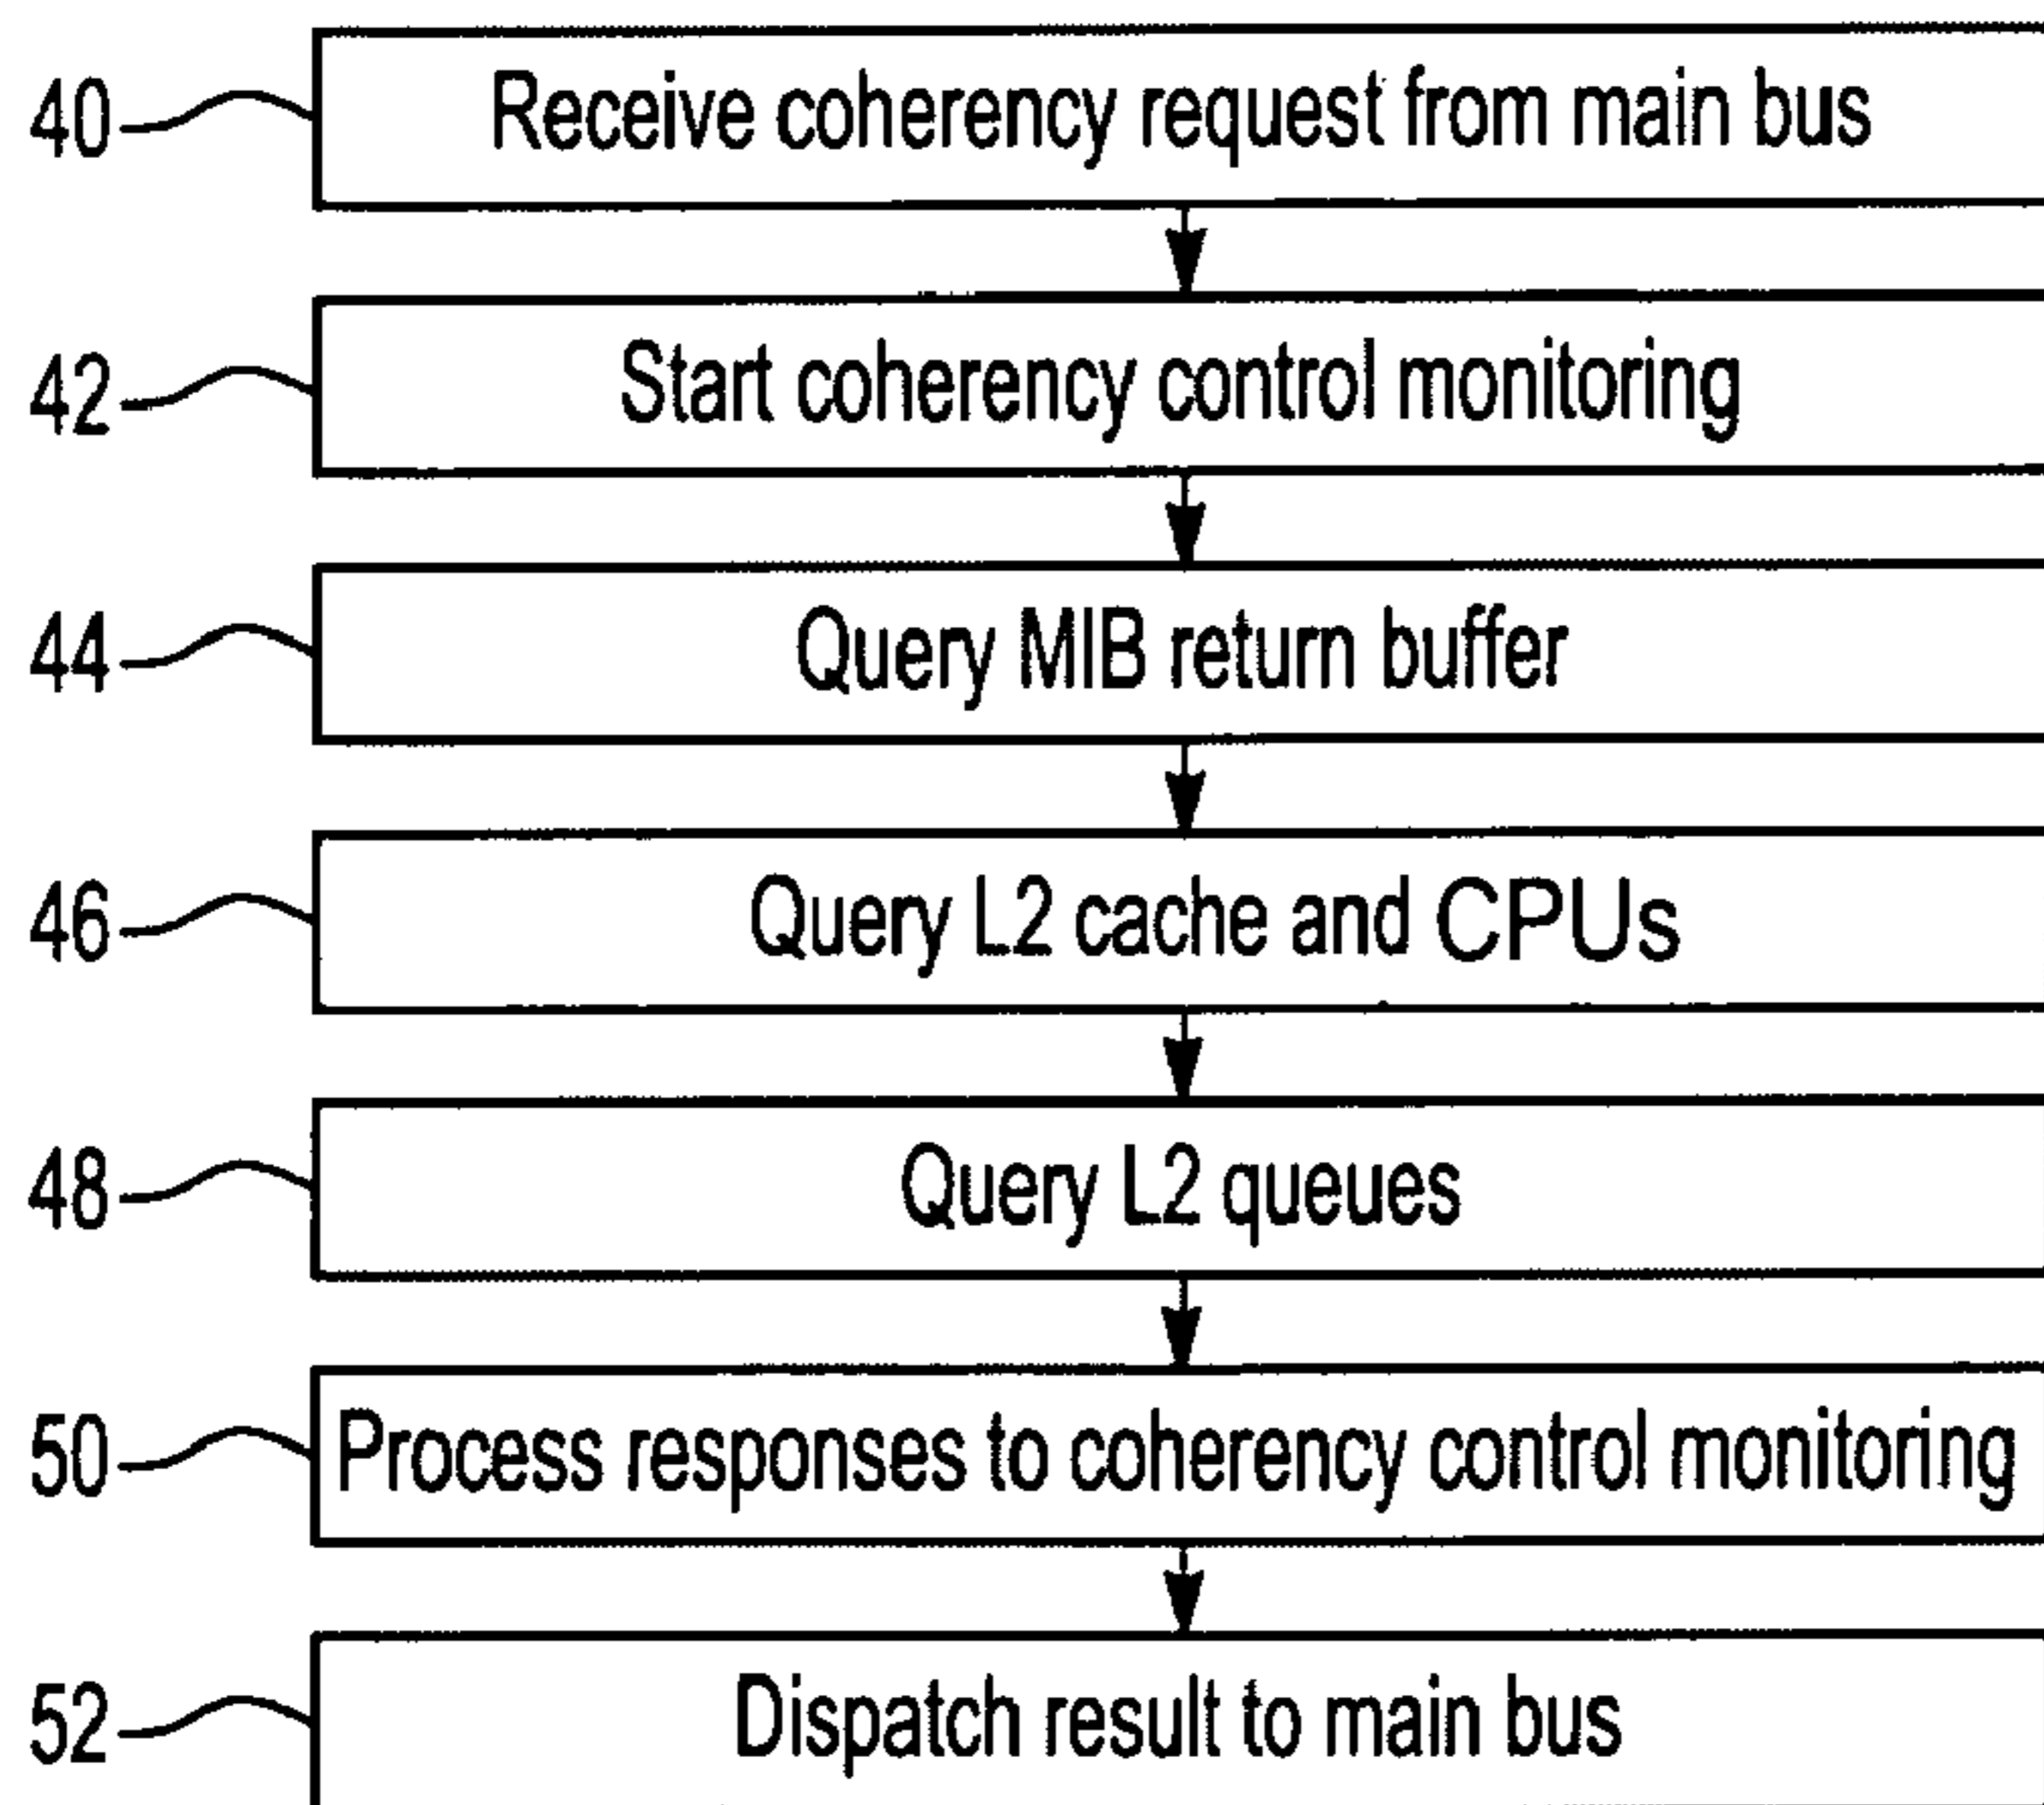 40 Receive coherency request from main bus
42 Start coherency control monitoring
44 Query MIB return buffer
46 Query L2 cache and CPUs
48 Query L2 queues
50 Process responses to coherency control monitoring
52 Dispatch result to main bus